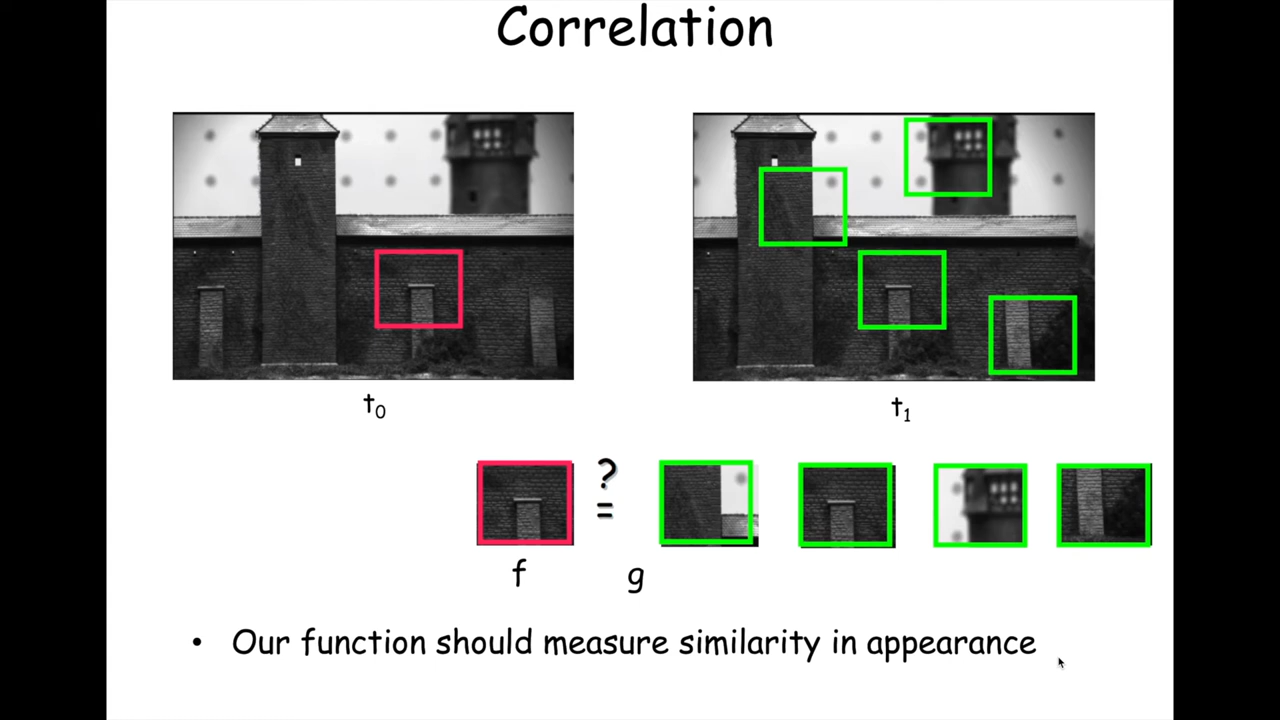 Correlation
t₀
t₁
?
=
f
g
• Our function should measure similarity in appearance